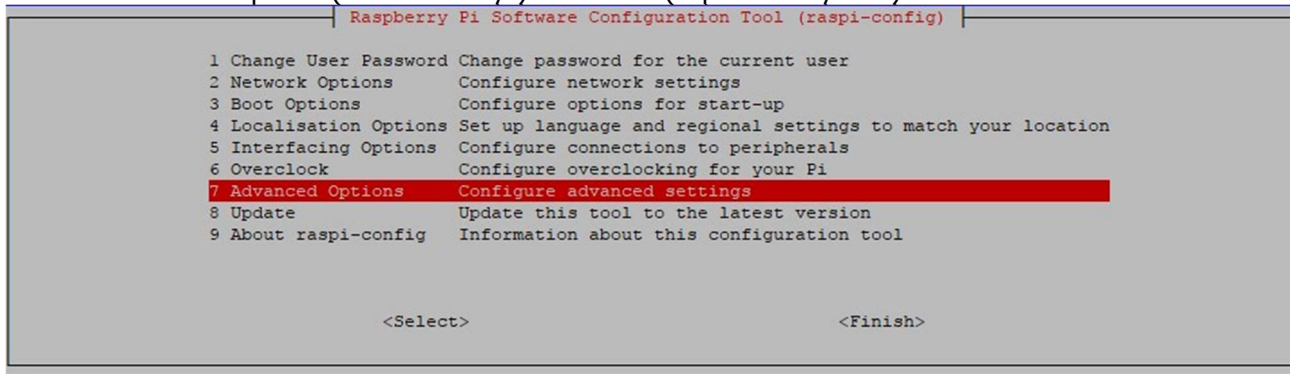 Raspberry Pi Software Configuration Tool (raspi-config)
1 Change User Password Change password for the current user
2 Network Options Configure network settings
3 Boot Options Configure options for start-up
4 Localisation Options Set up language and regional settings to match your location
5 Interfacing Options Configure connections to peripherals
6 Overclock Configure overclocking for your Pi
7 Advanced Options Configure advanced settings
8 Update Update this tool to the latest version
9 About raspi-config Information about this configuration tool
<Select> <Finish>